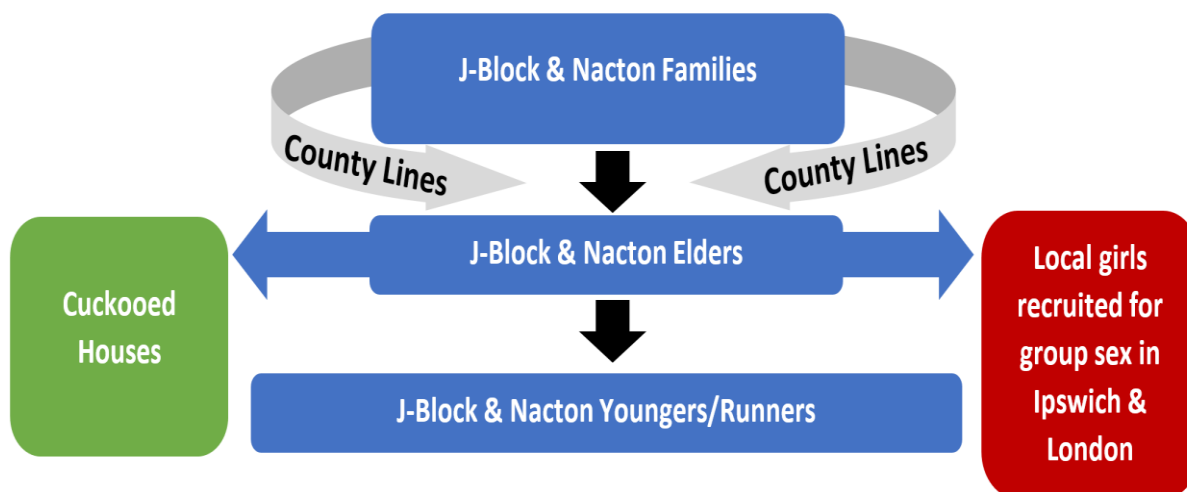 J-Block & Nacton Families
County Lines
County Lines
J-Block & Nacton Elders
Cuckooed
Houses
Local girls
recruited for
group sex in
Ipswich &
London
J-Block & Nacton Youngers/Runners